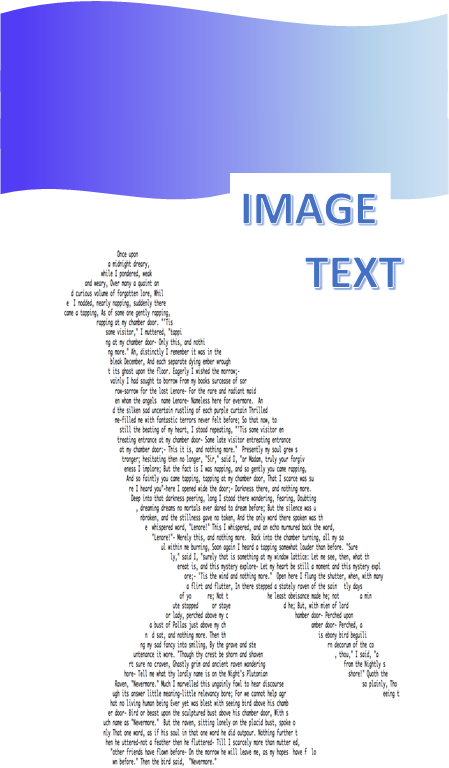 IMAGE
TEXT
Once upon
a midnight dreary,
while I pondered, weak
and weary, Over many a quaint an
d curious volume of forgotten lore, Whil
e I nodded, nearly napping, suddenly there
came a tapping, As of some one gently rapping,
rapping at my chamber door. "'Tis
some visitor," I muttered, "tappi
ng at my chamber door- Only this, and nothi
ng more." Ah, distinctly I remember it was in the
bleak December, And each separate dying ember wrough
t its ghost upon the floor. Eagerly I wished the morrow;-
vainly I had sought to borrow From my books surcease of sor
row-sorrow for the lost Lenore- For the rare and radiant maid
en whom the angels name Lenore- Nameless here for evermore. An
d the silken sad uncertain rustling of each purple curtain Thrilled
me-filled me with fantastic terrors never felt before; So that now, to
still the beating of my heart, I stood repeating, "'Tis some visitor en
treating entrance at my chamber door- Some late visitor entreating entrance
at my chamber door;- This it is, and nothing more." Presently my soul grew s
tronger; hesitating then no longer, "Sir," said I, "or Madam, truly your forgiv
eness I implore; But the fact is I was napping, and so gently you came rapping,
And so faintly you came tapping, tapping at my chamber door, That I scarce was su
re I heard you"-here I opened wide the door;- Darkness there, and nothing more.
Deep into that darkness peering, long I stood there wondering, fearing, Doubting
, dreaming dreams no mortals ever dared to dream before; But the silence was u
nbroken, and the stillness gave no token, And the only word there spoken was th
e whispered word, "Lenore!" This I whispered, and an echo murmured back the word,
"Lenore!"- Merely this, and nothing more. Back into the chamber turning, all my so
ul within me burning, Soon again I heard a tapping somewhat louder than before. "Sure
ly," said I, "surely that is something at my window lattice: Let me see, then, what th
ereat is, and this mystery explore- Let my heart be still a moment and this mystery expl
ore;- 'Tis the wind and nothing more." Open here I flung the shutter, when, with many
a flirt and flutter, In there stepped a stately raven of the sain tly days
of yo re; Not t he least obeisance made he; not a min
ute stopped or staye d he; But, with mien of lord
or lady, perched above my c hamber door- Perched upon
a bust of Pallas just above my ch amber door- Perched, a
n d sat, and nothing more. Then th is ebony bird beguili
ng my sad fancy into smiling, By the grave and ste rn decorum of the co
untenance it wore. "Though thy crest be shorn and shaven , thou," I said, "a
rt sure no craven, Ghastly grim and ancient raven wandering from the Nightly s
hore- Tell me what thy lordly name is on the Night's Plutonian shore!" Quoth the
Raven, "Nevermore." Much I marvelled this ungainly fowl to hear discourse so plainly, Tho
ugh its answer little meaning-little relevancy bore; For we cannot help agr eeing t
hat no living human being Ever yet was blest with seeing bird above his chamb
er door- Bird or beast upon the sculptured bust above his chamber door, With s
uch name as "Nevermore." But the raven, sitting lonely on the placid bust, spoke o
nly That one word, as if his soul in that one word he did outpour. Nothing further t
hen he uttered-not a feather then he fluttered- Till I scarcely more than mutter ed,
"other friends have flown before- On the morrow he will leave me, as my hopes have f lo
wn before." Then the bird said, "Nevermore."